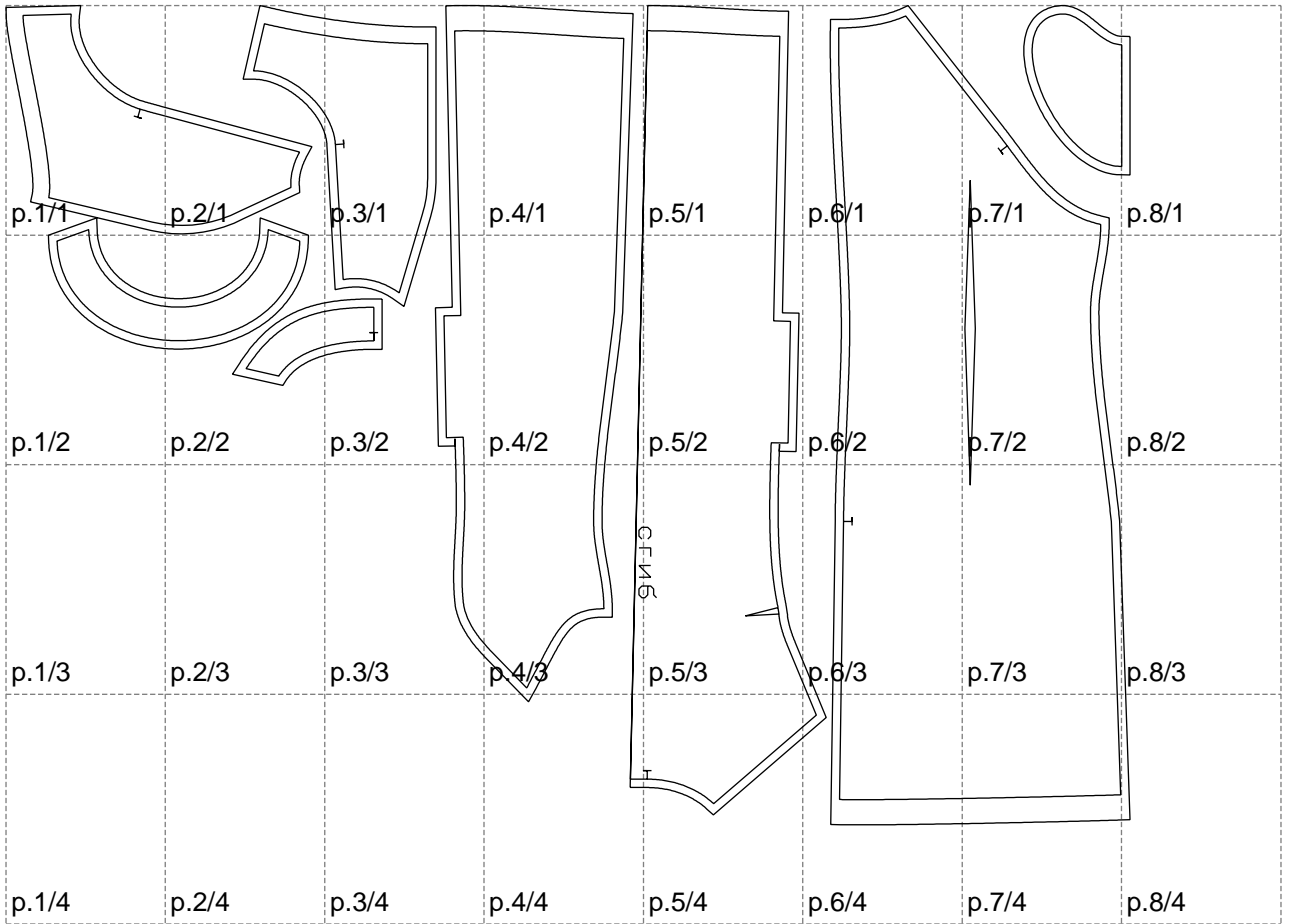 p.1/1 p.2/1 p.3/1 p.4/1 p.5/1 p.6/1 p.7/1 p.8/1
p.1/2 p.2/2 p.3/2 p.4/2 p.5/2 p.6/2 p.7/2 p.8/2
СГИБ
p.1/3 p.2/3 p.3/3 p.4/3 p.5/3 p.6/3 p.7/3 p.8/3
p.1/4 p.2/4 p.3/4 p.4/4 p.5/4 p.6/4 p.7/4 p.8/4